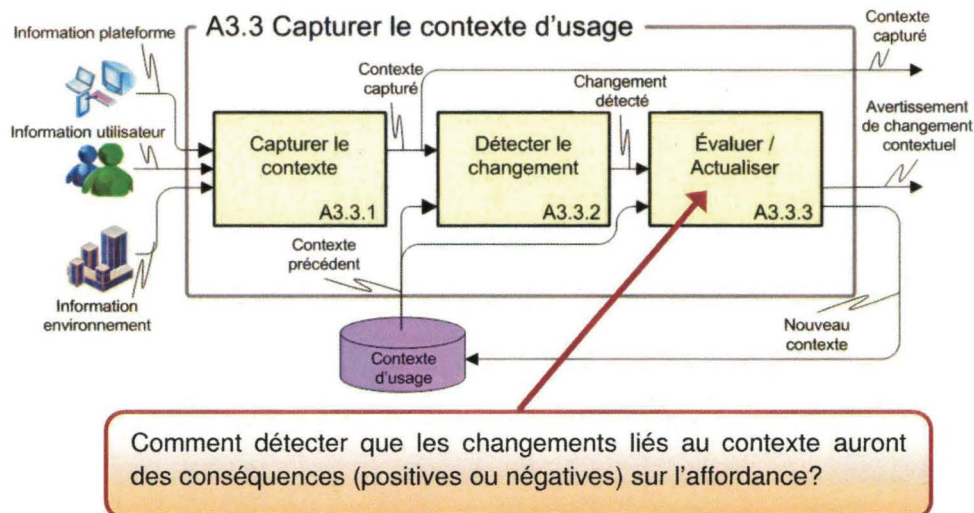 A3.3 Capturer le contexte d'usage
Information plateforme
Information utilisateur
Information
environnement
Capturer le
contexte
A3.3.1
Contexte
capturé
Détecter le
changement
A3.3.2
Changement
détecté
Évaluer /
Actualiser
A3.3.3
Contexte
capturé
Avertissement
de changement
contextuel
Contexte
précédent
Contexte
d'usage
Nouveau
contexte
Comment détecter que les changements liés au contexte auront
des conséquences (positives ou négatives) sur l'affordance?